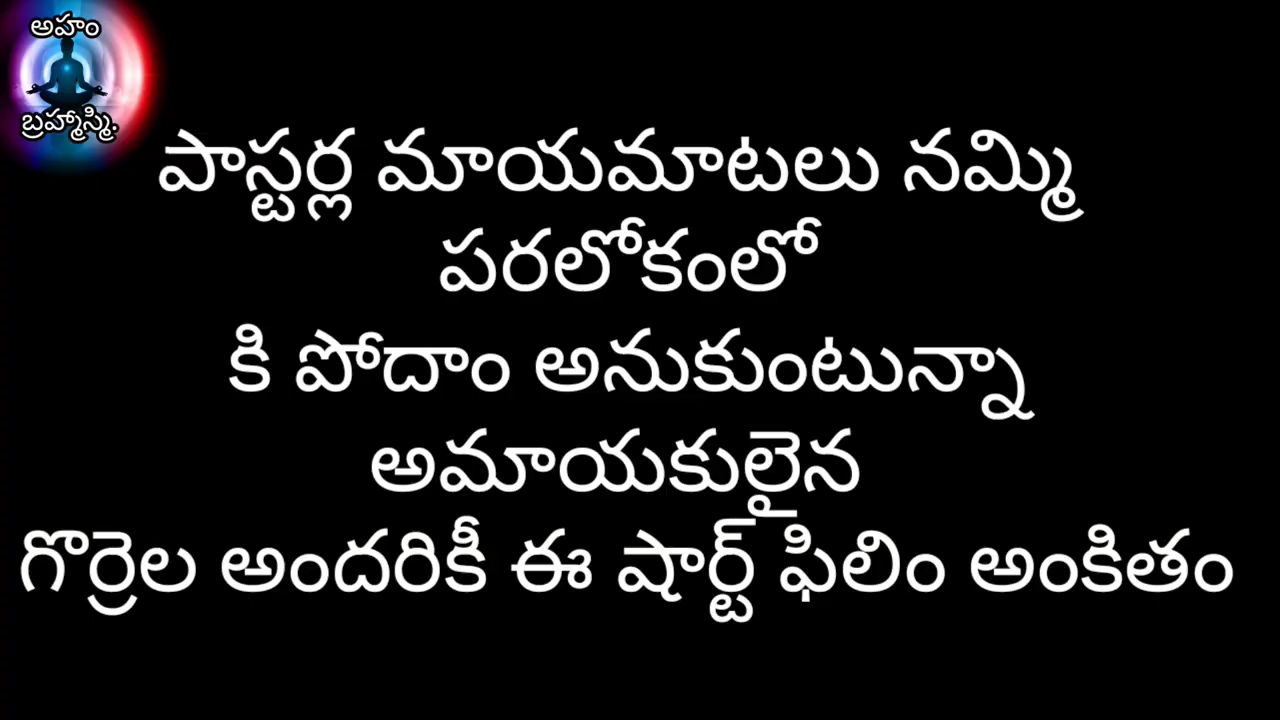 అహం
బ్రహ్మాస్మి.
పాస్టర్ల మాయమాటలు నమ్మి
పరలోకంలో
కి పోదాం అనుకుంటున్నా
అమాయకులైన
గొర్రెల అందరికీ ఈ షార్ట్ ఫిలిం అంకితం